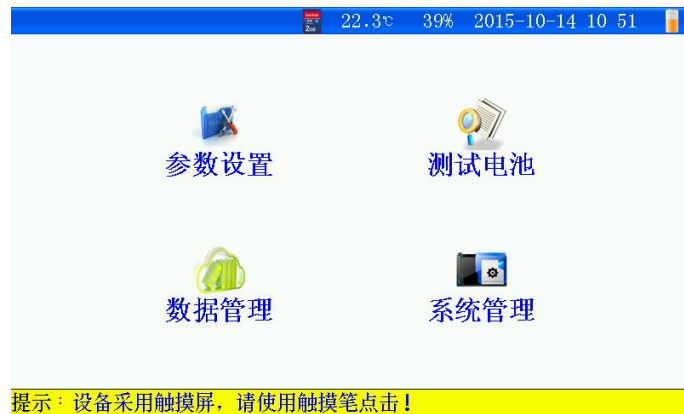 22.3℃ 39% 2015-10-14 10 51
参数设置
测试电池
数据管理
系统管理
提示:设备采用触摸屏,请使用触摸笔点击!